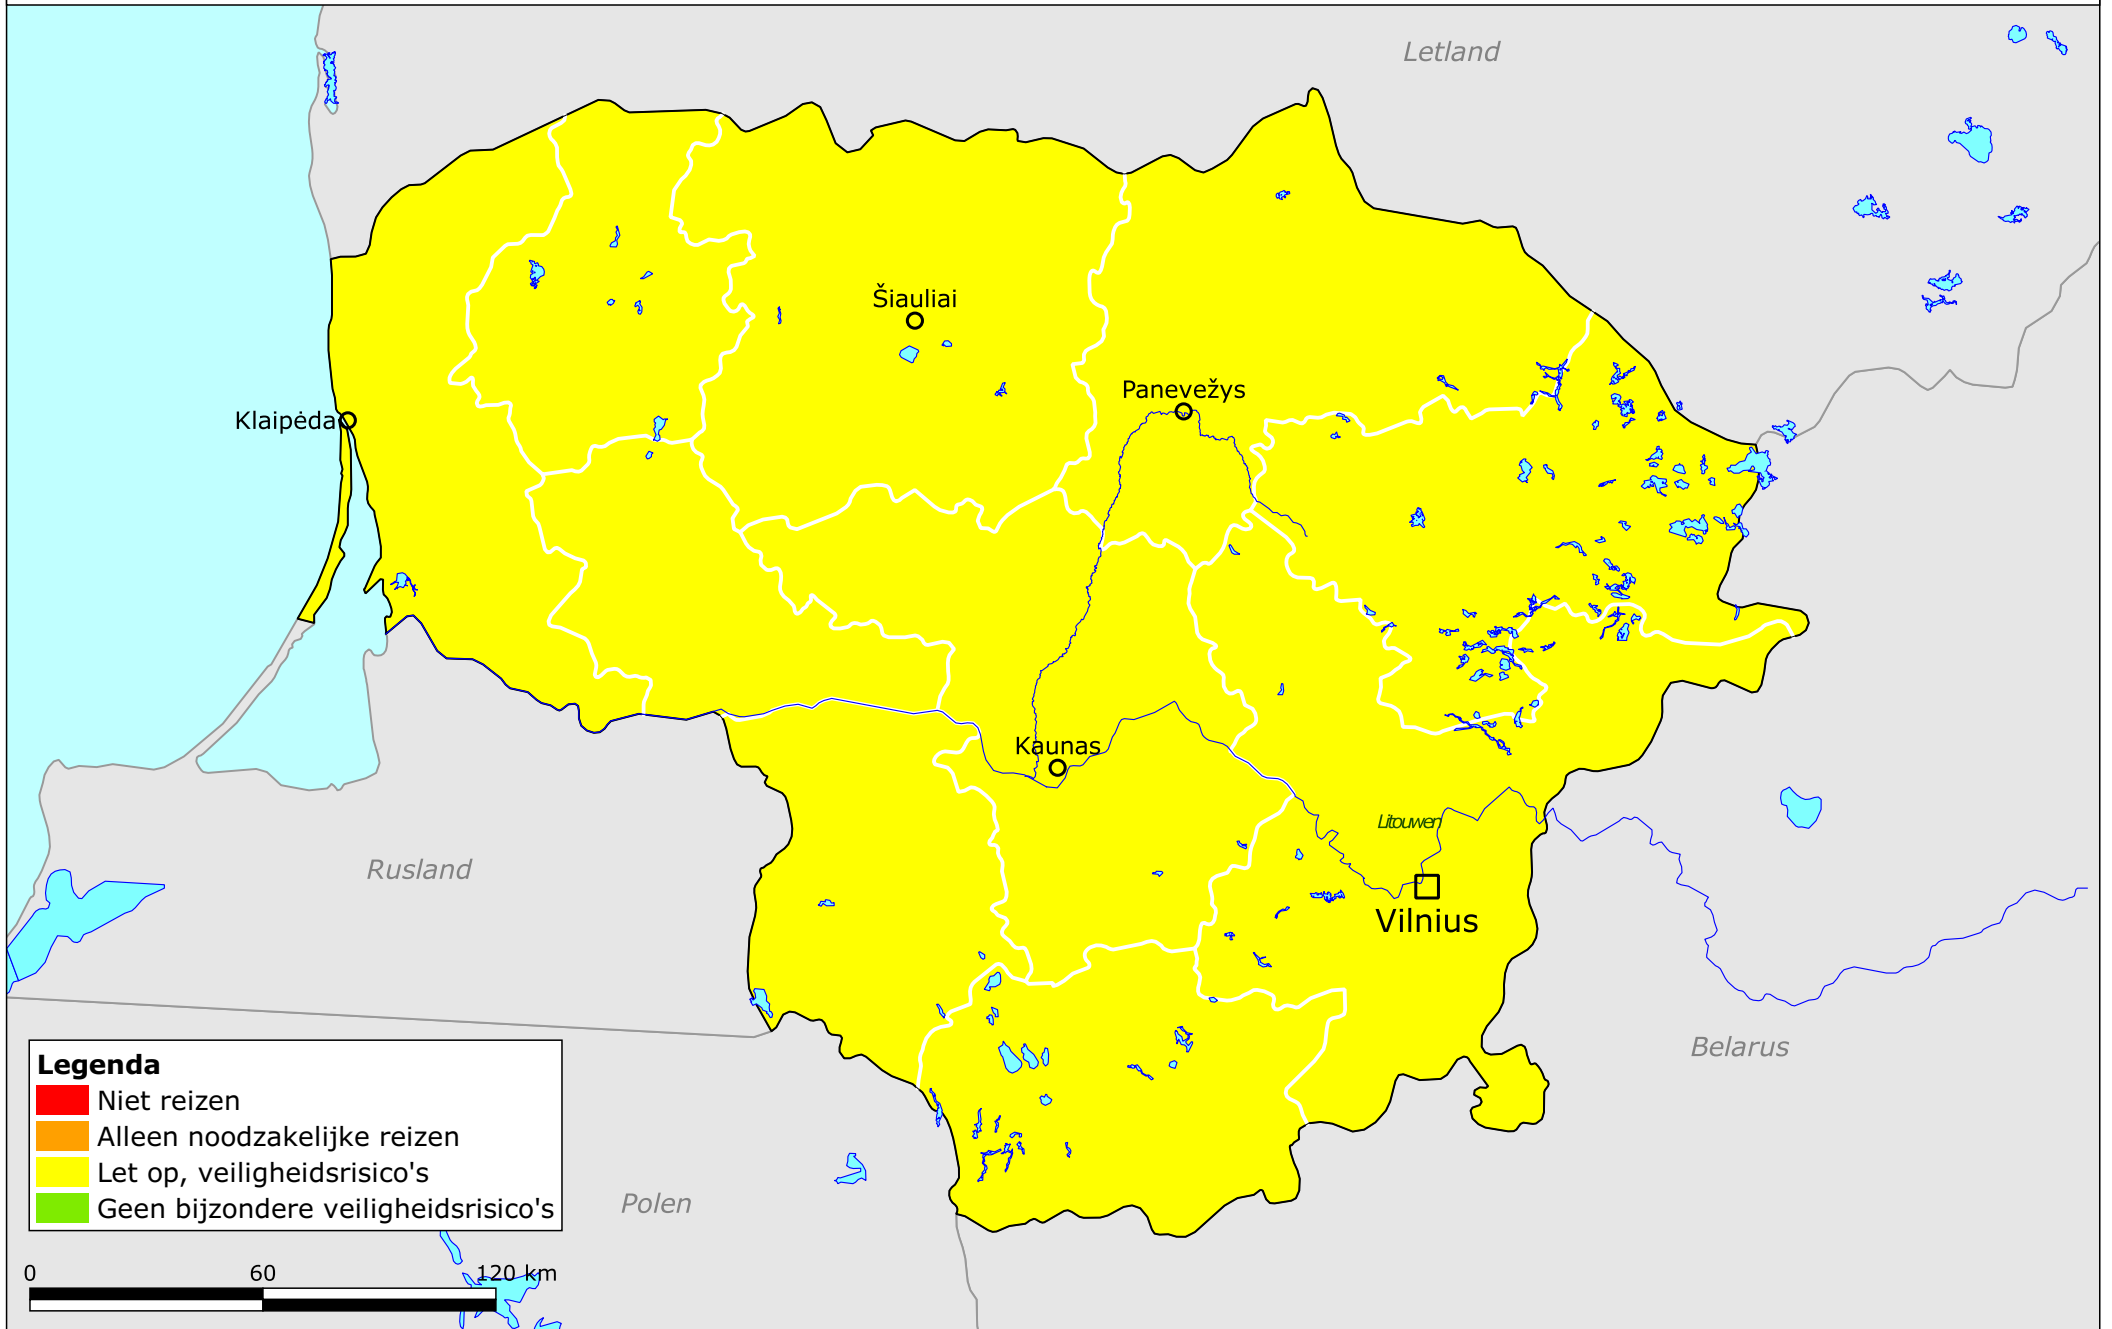 Letland
Šiauliai
Panevežys
Klaipėda
Kaunas
Litouwen
Rusland
Vilnius
Belarus
Legenda
Niet reizen
Alleen noodzakelijke reizen
Let op, veiligheidsrisico's
Geen bijzondere veiligheidsrisico's
Polen
0 60 120 km